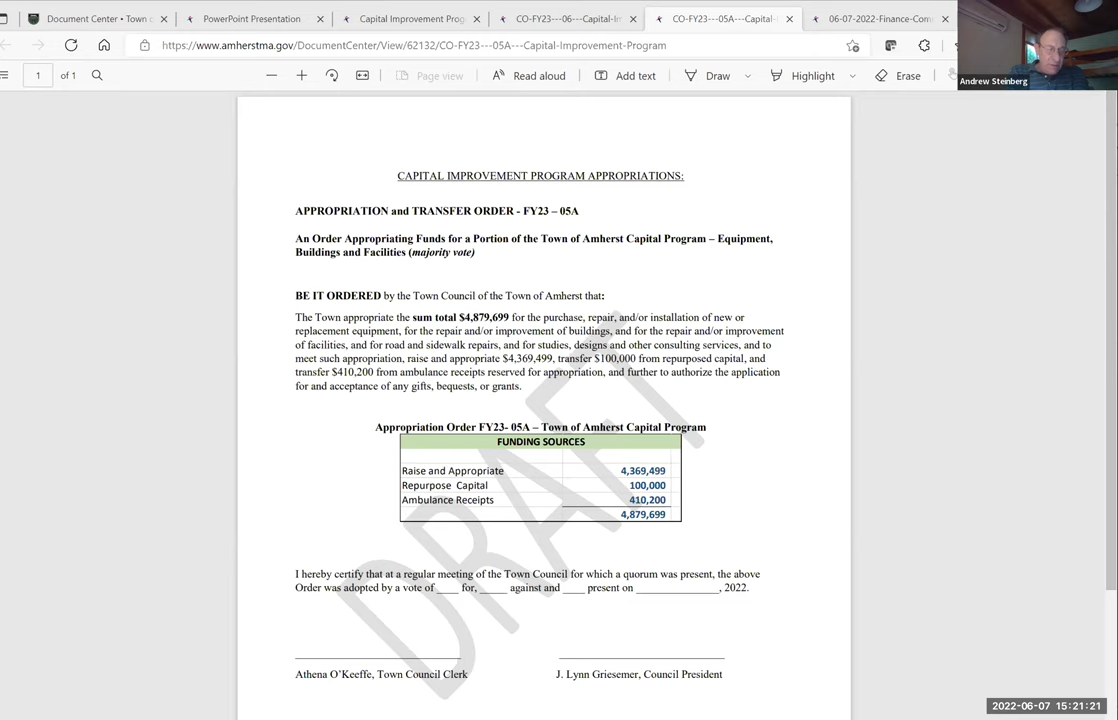 Document Center • Town o
PowerPoint Presentation
Capital Improvement Prog
CO-FY23---06---Capital-Im
CO-FY23---05A---Capital-
06-07-2022-Finance-Com
https://www.amherstma.gov/DocumentCenter/View/62132/CO-FY23---05A---Capital-Improvement-Program
1 of 1
Page view
Read aloud
Add text
Draw
Highlight
Erase
Andrew Steinberg
CAPITAL IMPROVEMENT PROGRAM APPROPRIATIONS:
APPROPRIATION and TRANSFER ORDER - FY23 – 05A
An Order Appropriating Funds for a Portion of the Town of Amherst Capital Program – Equipment,
Buildings and Facilities (majority vote)
BE IT ORDERED by the Town Council of the Town of Amherst that:
The Town appropriate the sum total $4,879,699 for the purchase, repair, and/or installation of new or
replacement equipment, for the repair and/or improvement of buildings, and for the repair and/or improvement
of facilities, and for road and sidewalk repairs, and for studies, designs and other consulting services, and to
meet such appropriation, raise and appropriate $4,369,499, transfer $100,000 from repurposed capital, and
transfer $410,200 from ambulance receipts reserved for appropriation, and further to authorize the application
for and acceptance of any gifts, bequests, or grants.
Appropriation Order FY23- 05A – Town of Amherst Capital Program
FUNDING SOURCES
Raise and Appropriate 4,369,499
Repurpose Capital 100,000
Ambulance Receipts 410,200
4,879,699
DRAFT
I hereby certify that at a regular meeting of the Town Council for which a quorum was present, the above
Order was adopted by a vote of ____ for, _____ against and ____ present on _______________, 2022.
Athena O'Keeffe, Town Council Clerk
J. Lynn Griesemer, Council President
2022-06-07 15:21:21